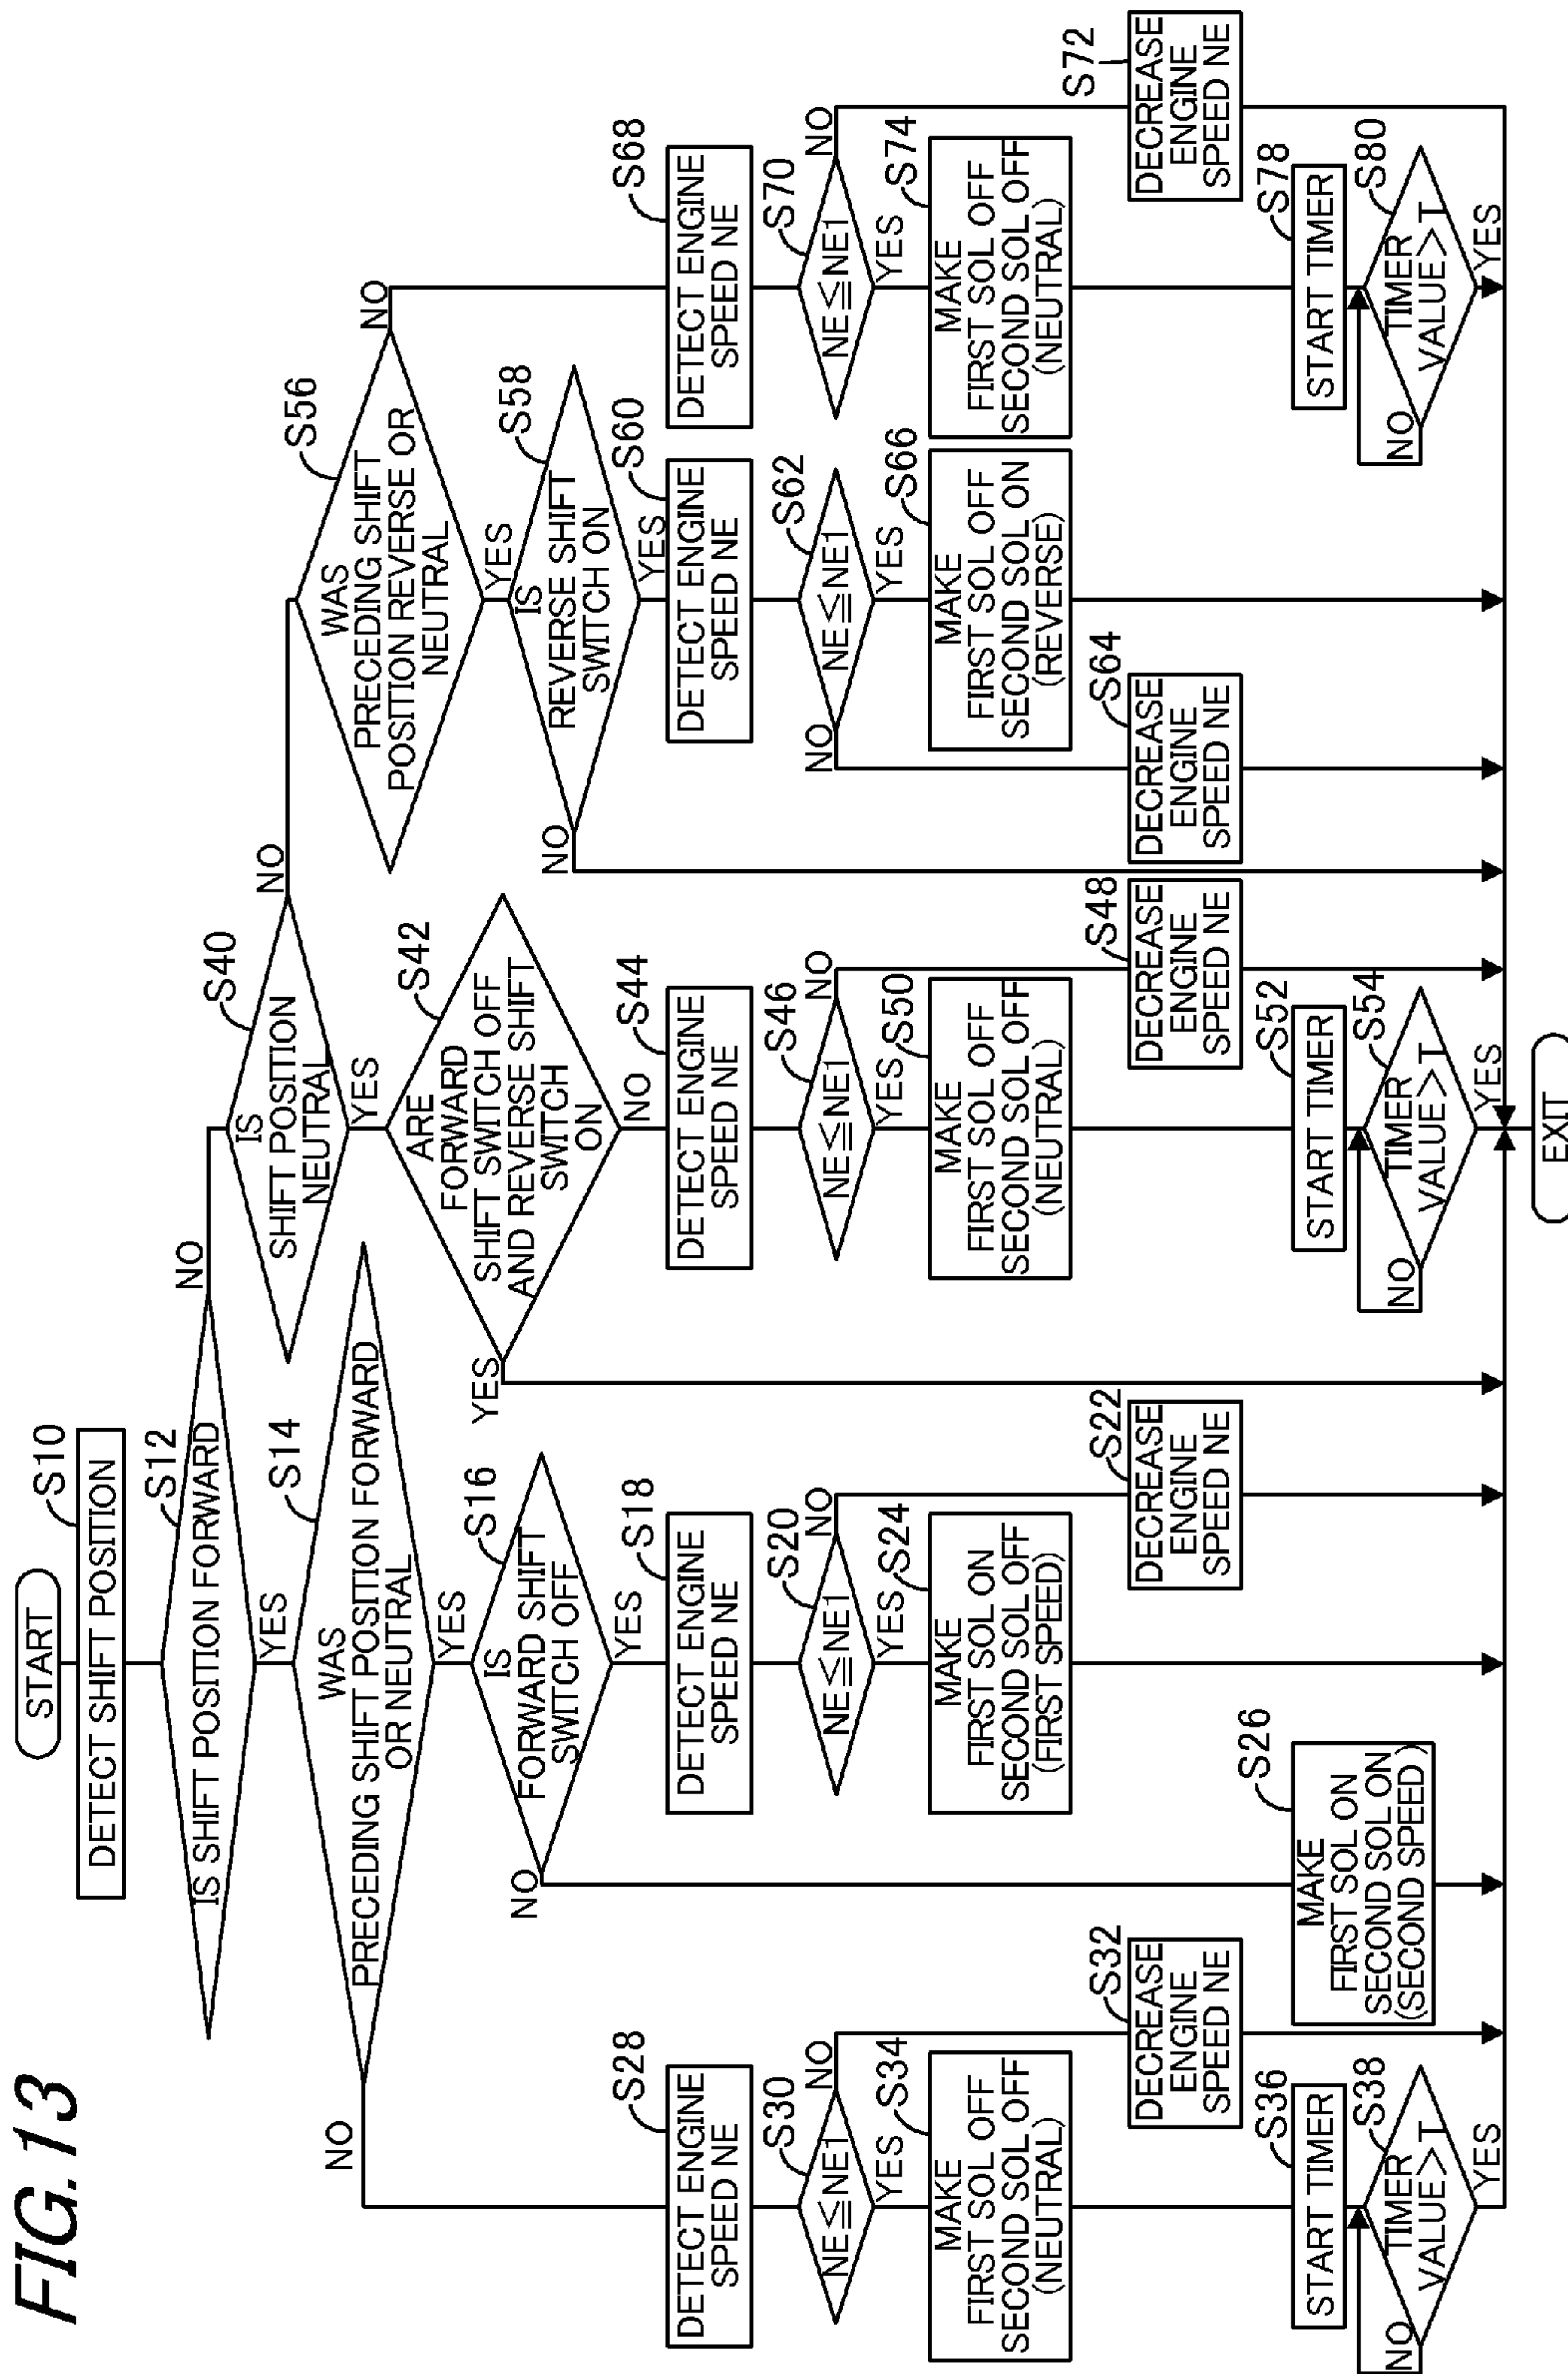 FIG.13
START
S10
DETECT SHIFT POSITION
S12
IS SHIFT POSITION FORWARD
NO
YES
S14
WAS
PRECEDING SHIFT POSITION FORWARD
OR NEUTRAL
NO
YES
S16
IS
FORWARD SHIFT
SWITCH OFF
NO
YES
S18
DETECT ENGINE
SPEED NE
S20
NE≦NE1
NO
YES
S22
DECREASE
ENGINE
SPEED NE
S24
MAKE
FIRST SOL ON
SECOND SOL OFF
(FIRST SPEED)
S26
MAKE
FIRST SOL ON
SECOND SOL ON
(SECOND SPEED)
S28
DETECT ENGINE
SPEED NE
S30
NE≦NE1
NO
YES
S32
DECREASE
ENGINE
SPEED NE
S34
MAKE
FIRST SOL OFF
SECOND SOL OFF
(NEUTRAL)
S36
START TIMER
S38
TIMER
VALUE>T
NO
YES
S40
IS
SHIFT POSITION
NEUTRAL
NO
YES
S42
ARE
FORWARD
SHIFT SWITCH OFF
AND REVERSE SHIFT
SWITCH
ON
YES
NO
S44
DETECT ENGINE
SPEED NE
S46
NE≦NE1
NO
YES
S48
DECREASE
ENGINE
SPEED NE
S50
MAKE
FIRST SOL OFF
SECOND SOL OFF
(NEUTRAL)
S52
START TIMER
S54
TIMER
VALUE>T
NO
YES
S56
WAS
PRECEDING SHIFT
POSITION REVERSE OR
NEUTRAL
NO
YES
S58
IS
REVERSE SHIFT
SWITCH ON
NO
YES
S60
DETECT ENGINE
SPEED NE
S62
NE≦NE1
NO
YES
S64
DECREASE
ENGINE
SPEED NE
S66
MAKE
FIRST SOL OFF
SECOND SOL ON
(REVERSE)
S68
DETECT ENGINE
SPEED NE
S70
NE≦NE1
NO
YES
S72
DECREASE
ENGINE
SPEED NE
S74
MAKE
FIRST SOL OFF
SECOND SOL OFF
(NEUTRAL)
S78
START TIMER
S80
TIMER
VALUE>T
NO
YES
EXIT